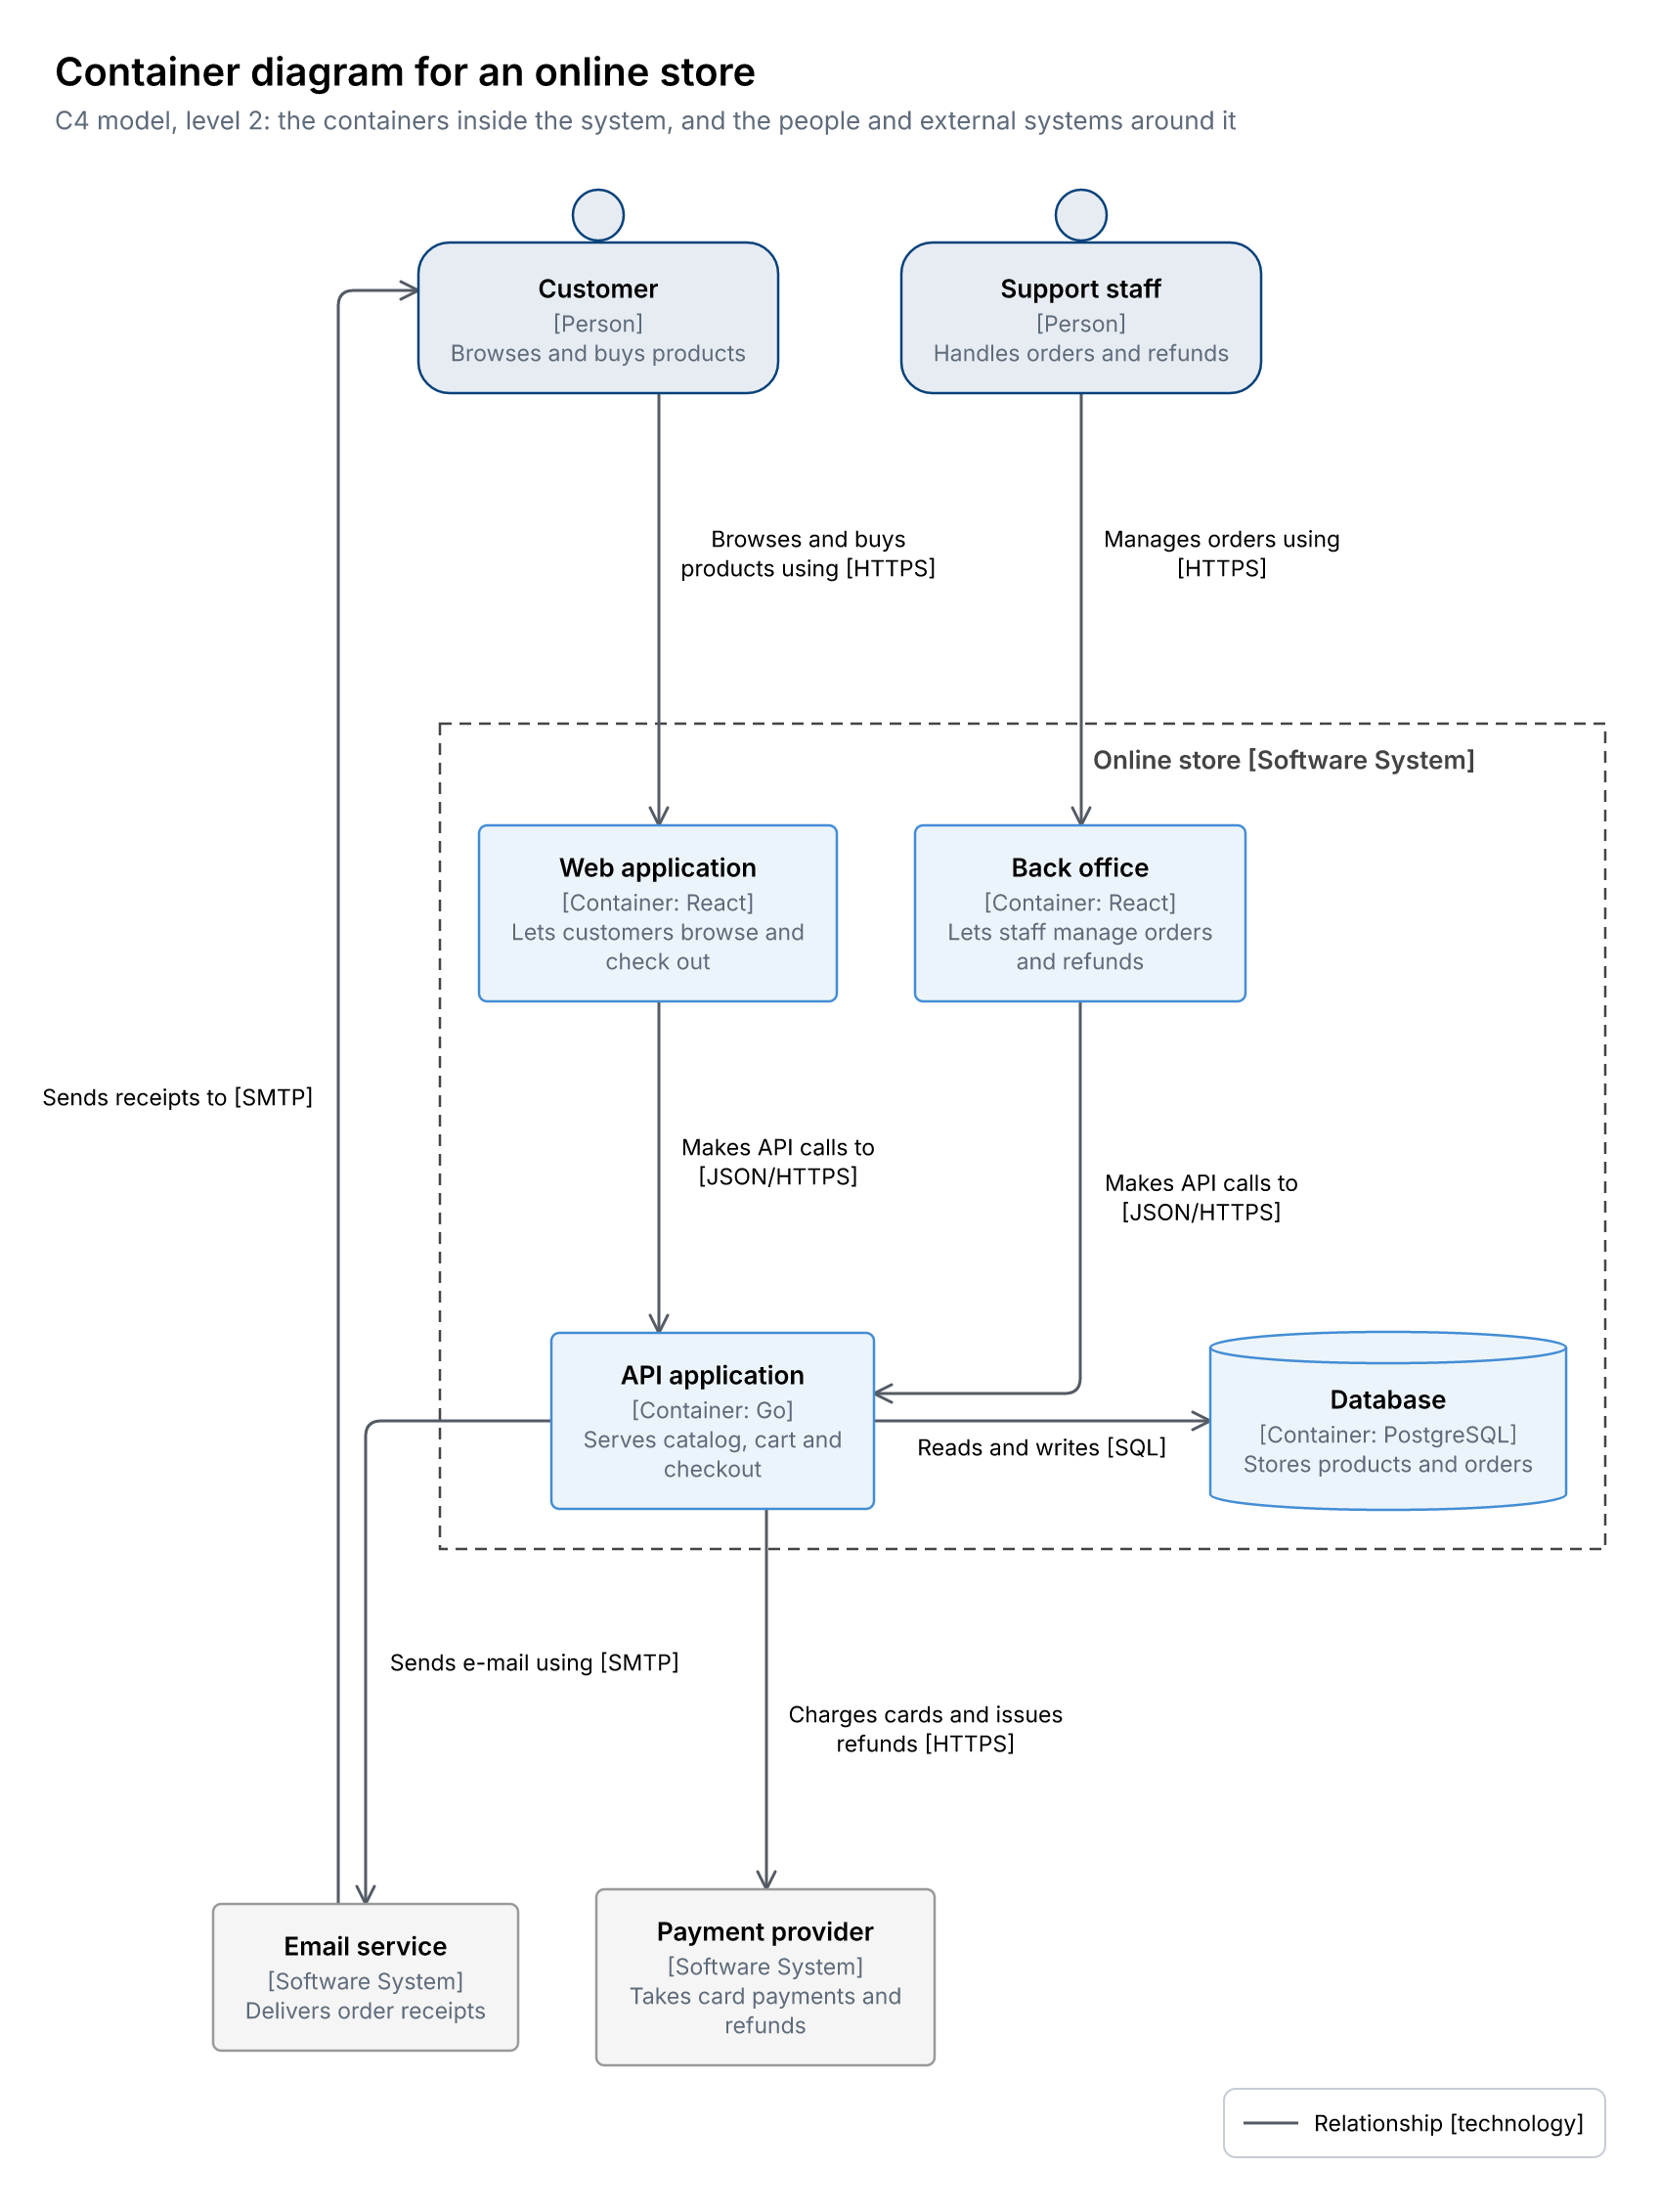 Container diagram for an online store
C4 model, level 2: the containers inside the system, and the people and external systems around it
Customer
[Person]
Browses and buys products
Support staff
[Person]
Handles orders and refunds
Browses and buys
products using [HTTPS]
Manages orders using
[HTTPS]
Online store [Software System]
Web application
[Container: React]
Lets customers browse and
check out
Back office
[Container: React]
Lets staff manage orders
and refunds
Sends receipts to [SMTP]
Makes API calls to
[JSON/HTTPS]
Makes API calls to
[JSON/HTTPS]
API application
[Container: Go]
Serves catalog, cart and
checkout
Reads and writes [SQL]
Database
[Container: PostgreSQL]
Stores products and orders
Sends e-mail using [SMTP]
Charges cards and issues
refunds [HTTPS]
Email service
[Software System]
Delivers order receipts
Payment provider
[Software System]
Takes card payments and
refunds
Relationship [technology]